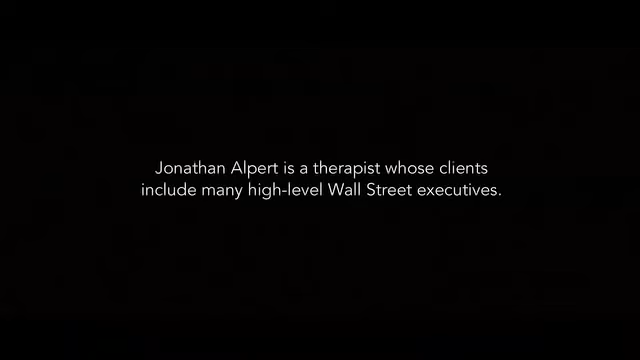 Jonathan Alpert is a therapist whose clients
include many high-level Wall Street executives.